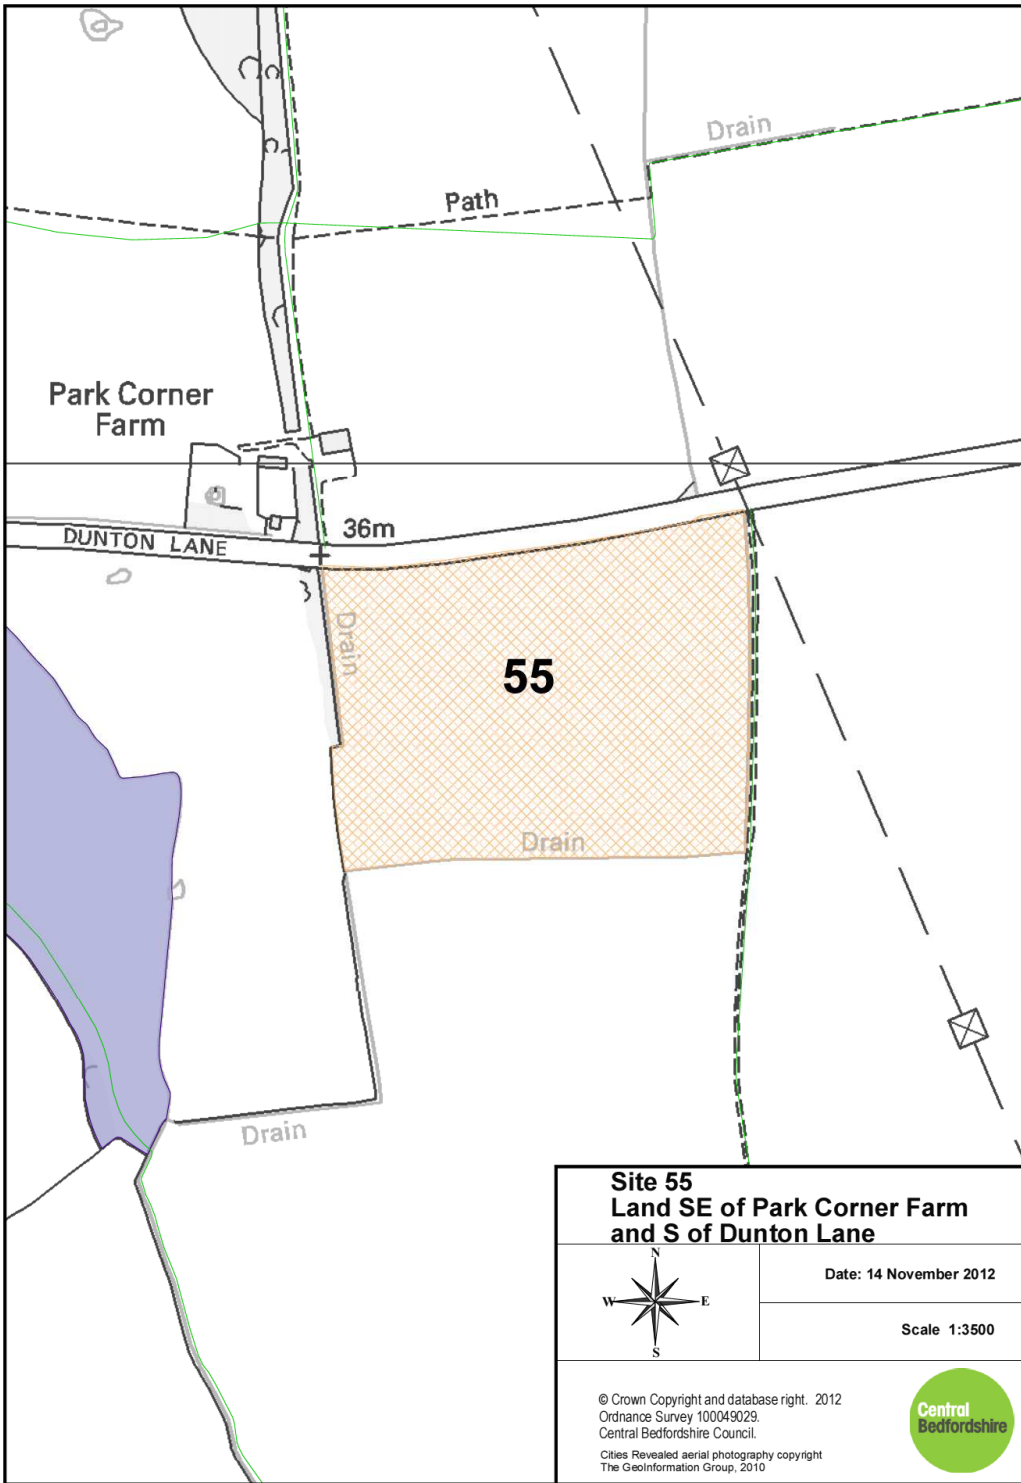 Drain
Path
Park Corner
Farm
36m
DUNTON LANE
Drain
55
Drain
Drain
Site 55
Land SE of Park Corner Farm
and S of Dunton Lane
N
W
E
S
Date: 14 November 2012
Scale 1:3500
© Crown Copyright and database right. 2012
Ordnance Survey 100049029.
Central Bedfordshire Council.
Cities Revealed aerial photography copyright
The GeoInformation Group, 2010
Central
Bedfordshire